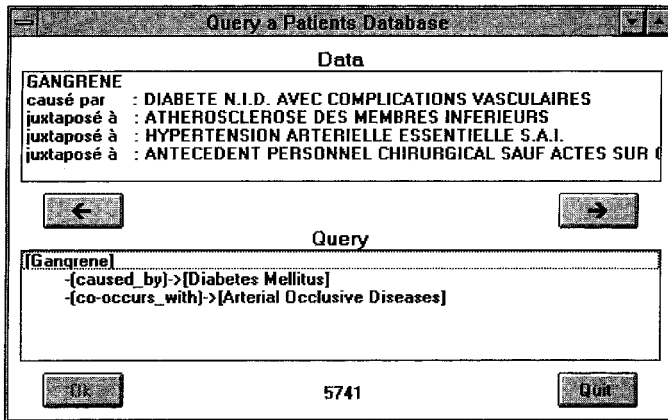 Query a Patients Database
Data
GANGRENE
causé par : DIABETE N.I.D. AVEC COMPLICATIONS VASCULAIRES
juxtaposé à : ATHEROSCLEROSE DES MEMBRES INFERIEURS
juxtaposé à : HYPERTENSION ARTERIELLE ESSENTIELLE S.A.I.
juxtaposé à : ANTECEDENT PERSONNEL CHIRURGICAL SAUF ACTES SUR
← →
Query
[Gangrene]
-(caused_by)->[Diabetes Mellitus]
-(co-occurs_with)->[Arterial Occlusive Diseases]
Ok 5741 Quit